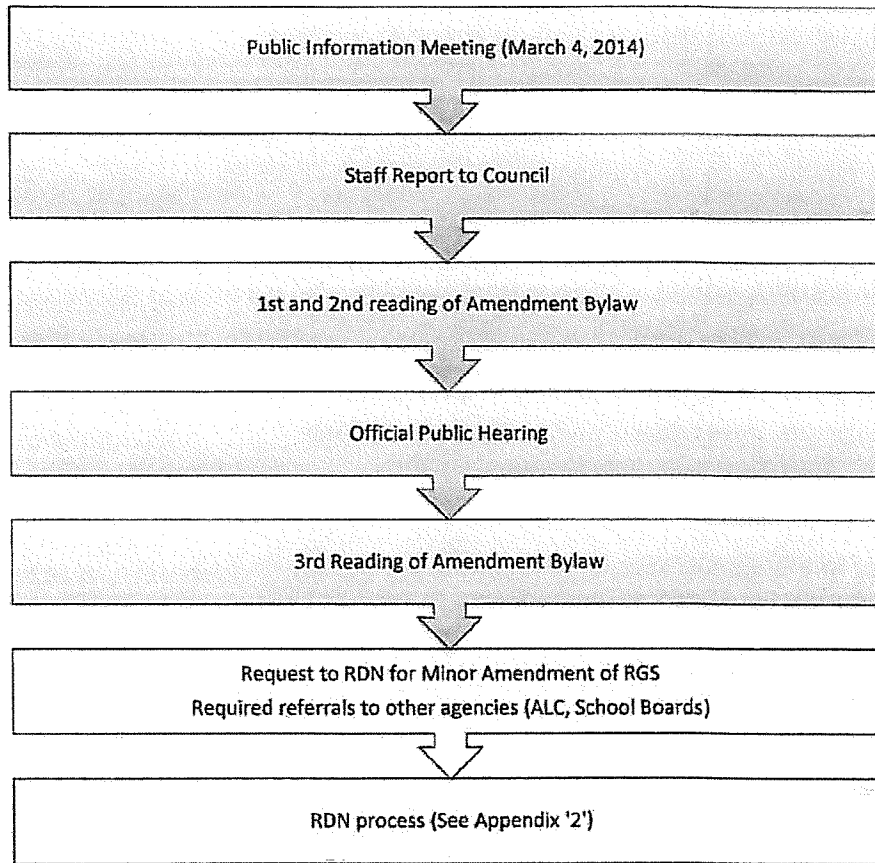 Public Information Meeting (March 4, 2014)
Staff Report to Council
1st and 2nd reading of Amendment Bylaw
Official Public Hearing
3rd Reading of Amendment Bylaw
Request to RDN for Minor Amendment of RGS
Required referrals to other agencies (ALC, School Boards)
RDN process (See Appendix '2')